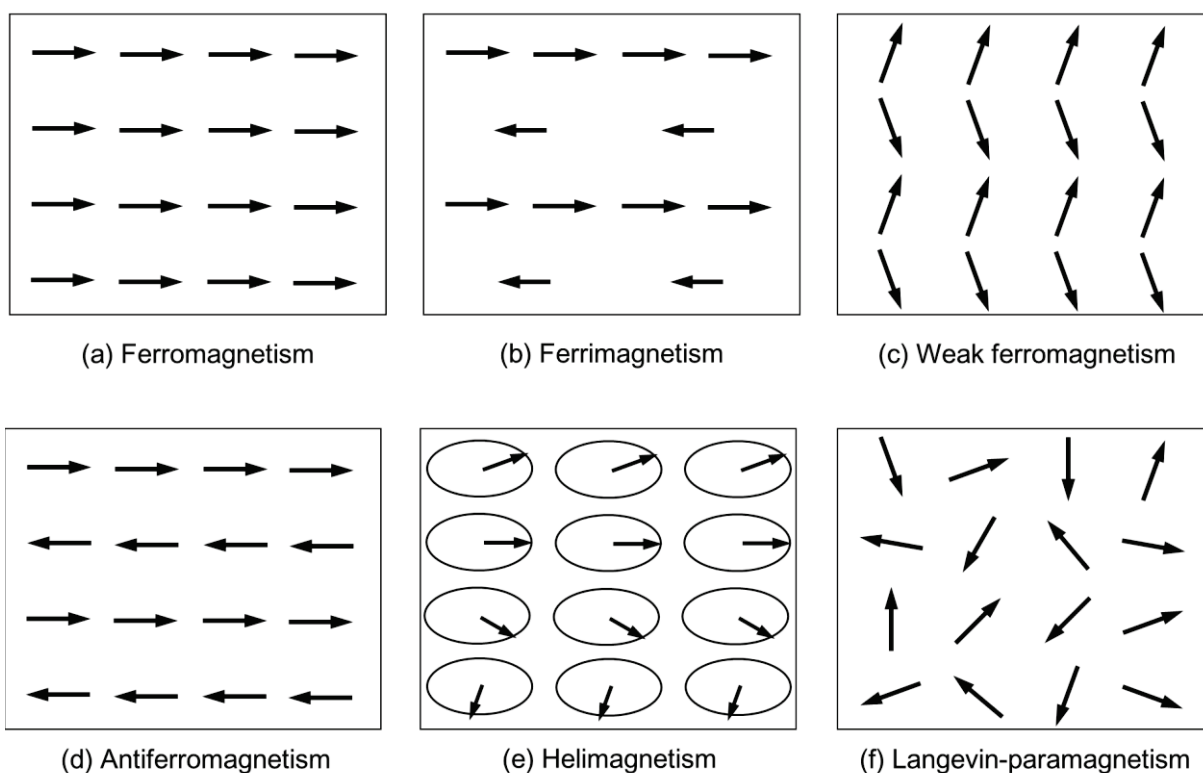 (a) Ferromagnetism
(b) Ferrimagnetism
(c) Weak ferromagnetism
(d) Antiferromagnetism
(e) Helimagnetism
(f) Langevin-paramagnetism